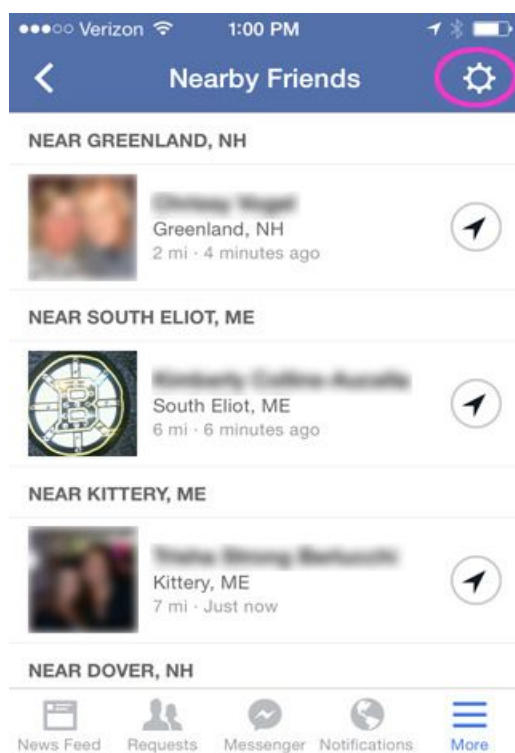 Verizon 1:00 PM
Nearby Friends
NEAR GREENLAND, NH
Greenland, NH
2 mi · 4 minutes ago
NEAR SOUTH ELIOT, ME
B
South Eliot, ME
6 mi · 6 minutes ago
NEAR KITTERY, ME
Kittery, ME
7 mi · Just now
NEAR DOVER, NH
News Feed Requests Messenger Notifications More